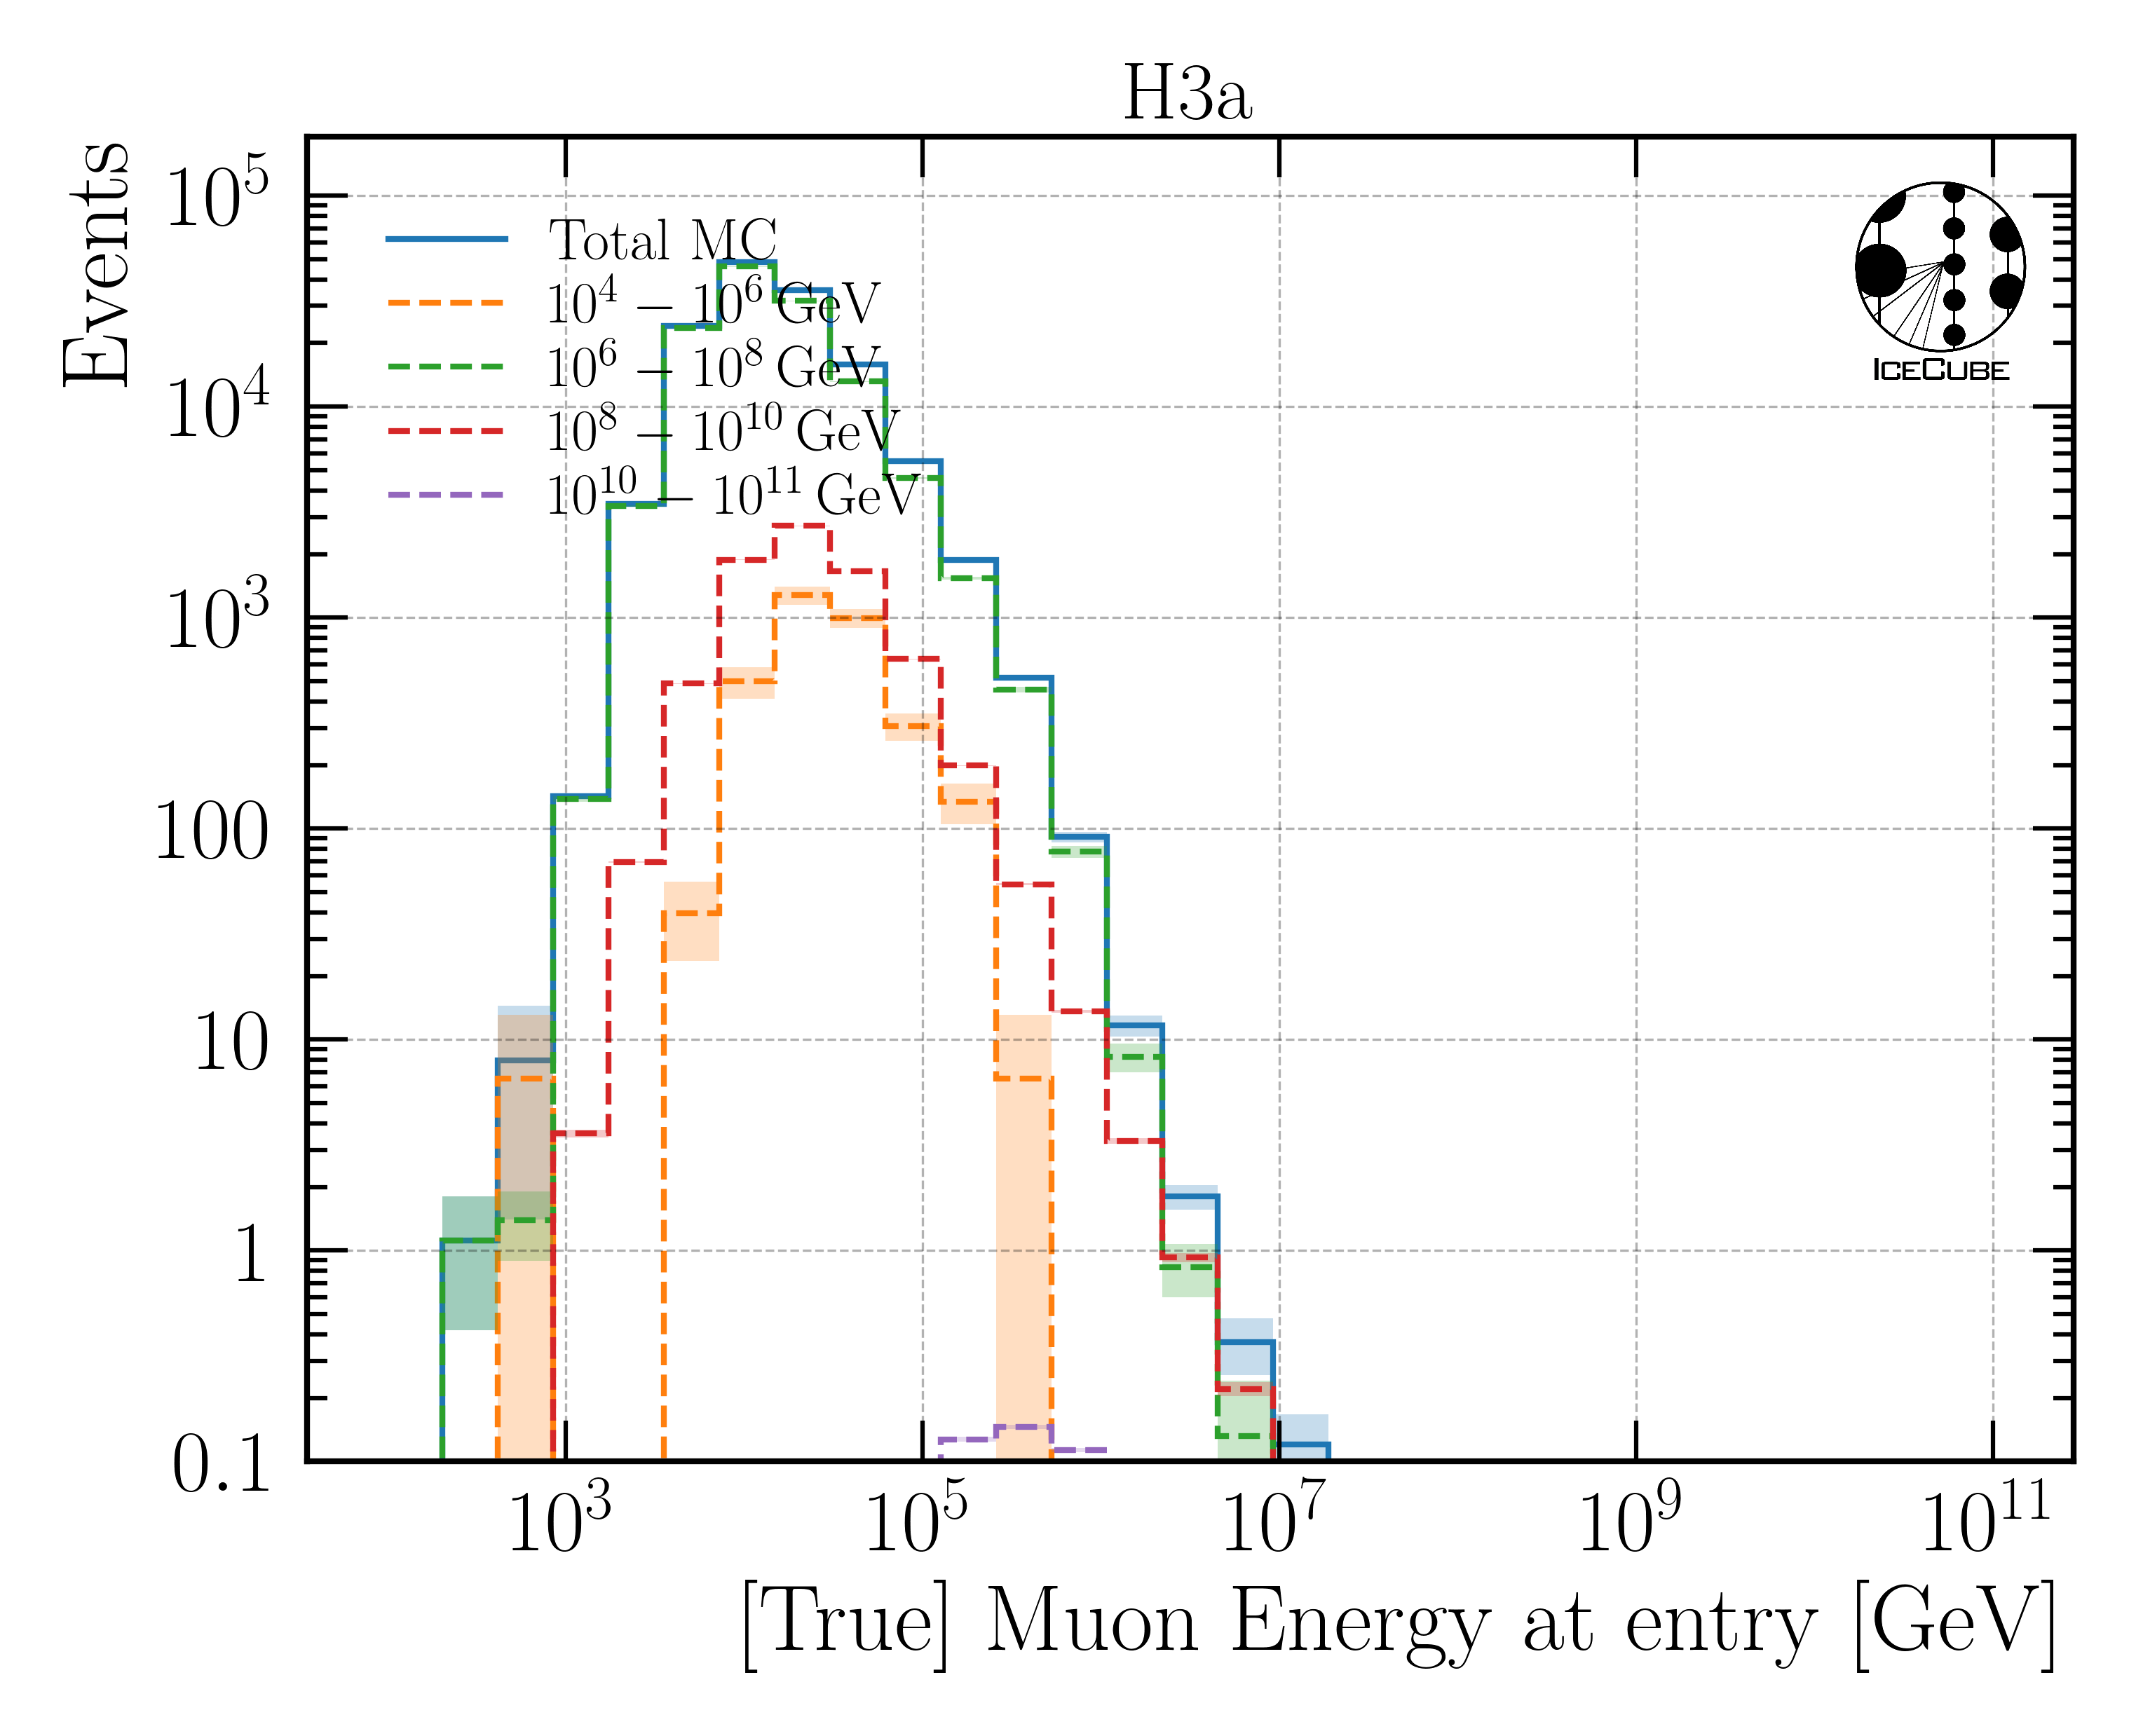 H3a
Events
10^5
10^4
10^3
100
10
1
0.1
Total MC
10^4 − 10^6 GeV
10^6 − 10^8 GeV
10^8 − 10^10 GeV
10^10 − 10^11 GeV
IceCube
10^3 10^5 10^7 10^9 10^11
[True] Muon Energy at entry [GeV]